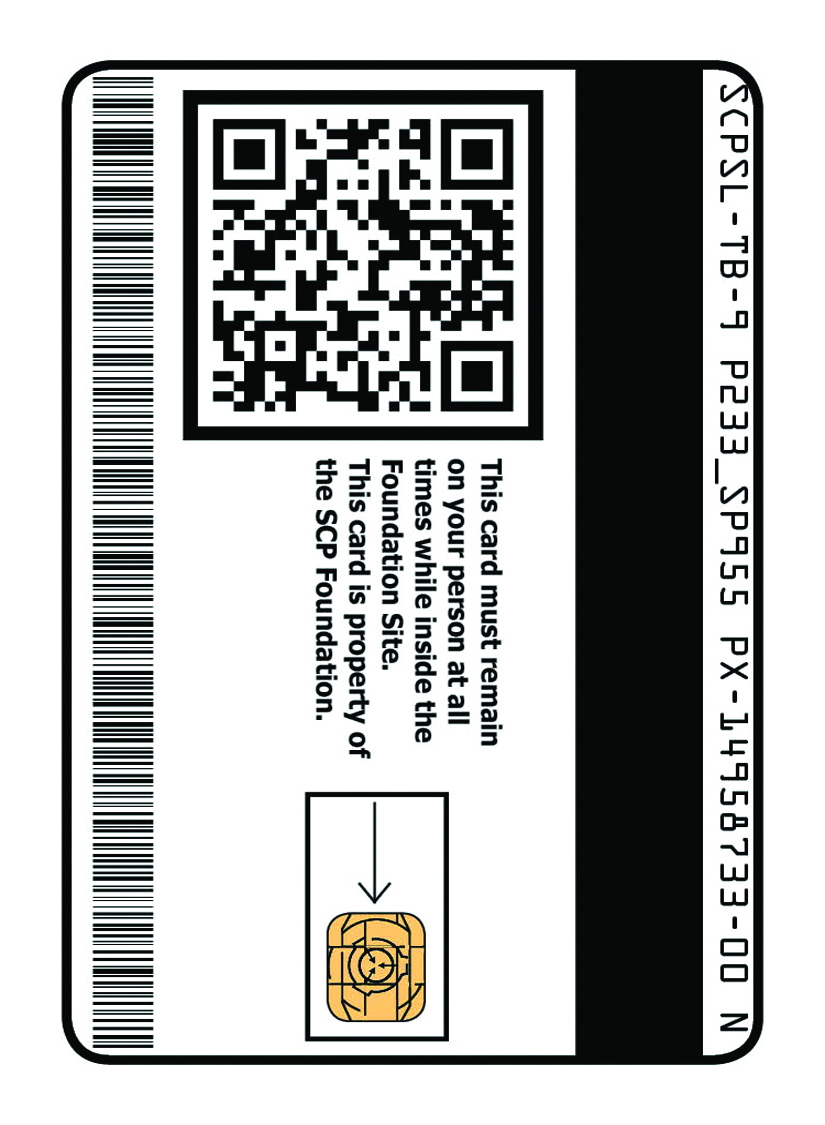 SCPSL-TB-9 P233_SP955 PX-14958733-00 N
This card must remain
on your person at all
times while inside the
Foundation Site.
This card is property of
the SCP Foundation.